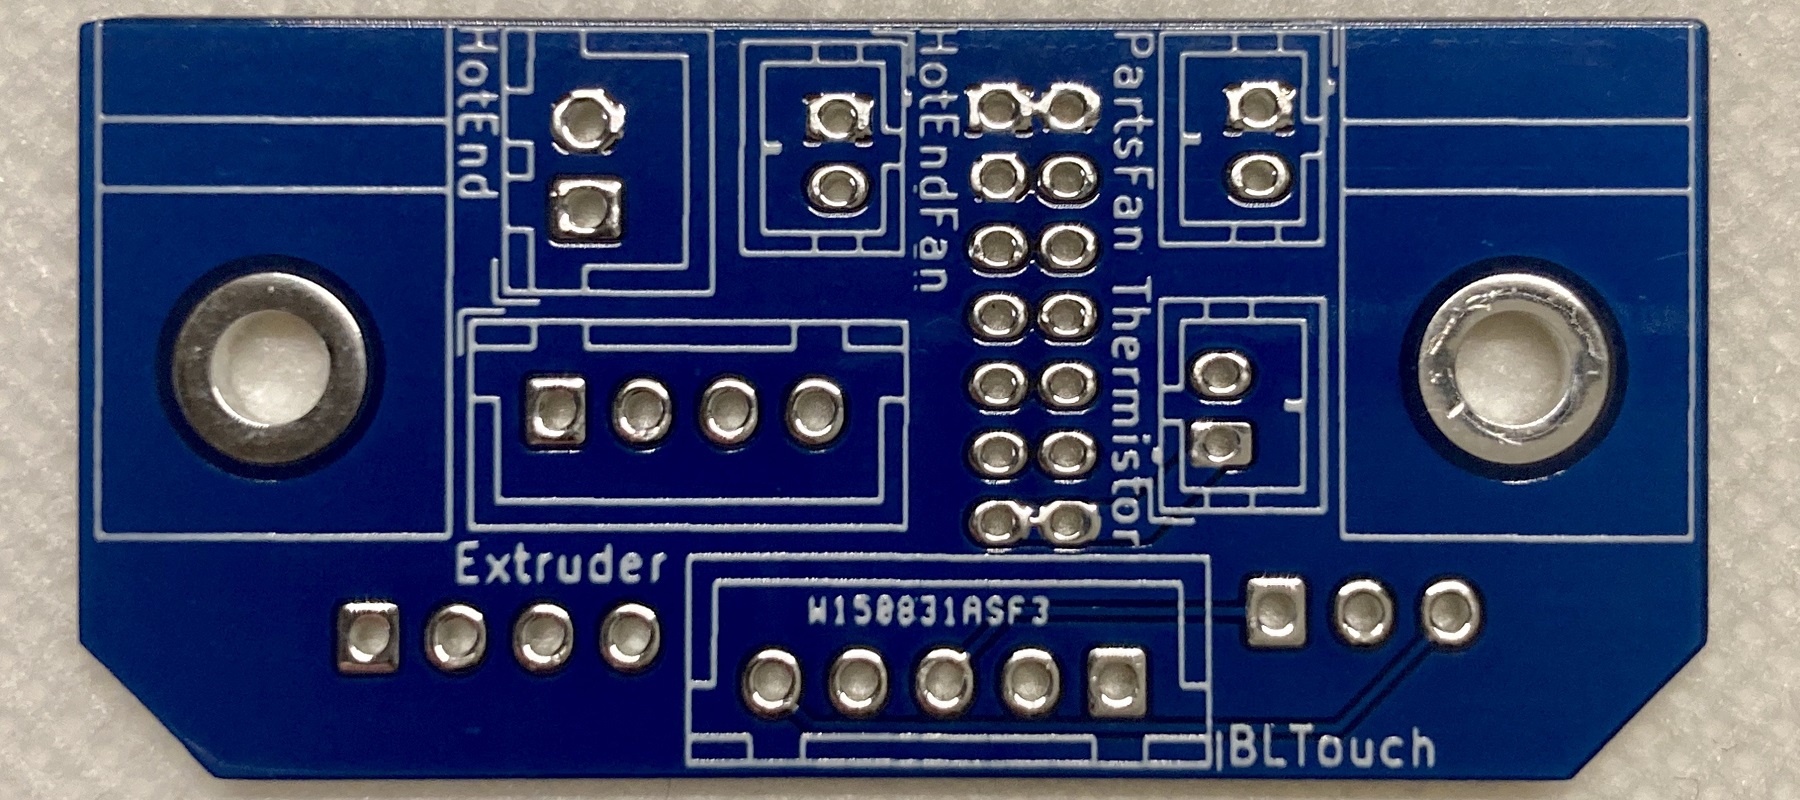 HotEnd
HotEndFan
PartsFan
Thermistor
Extruder
W150831ASF3
BLTouch